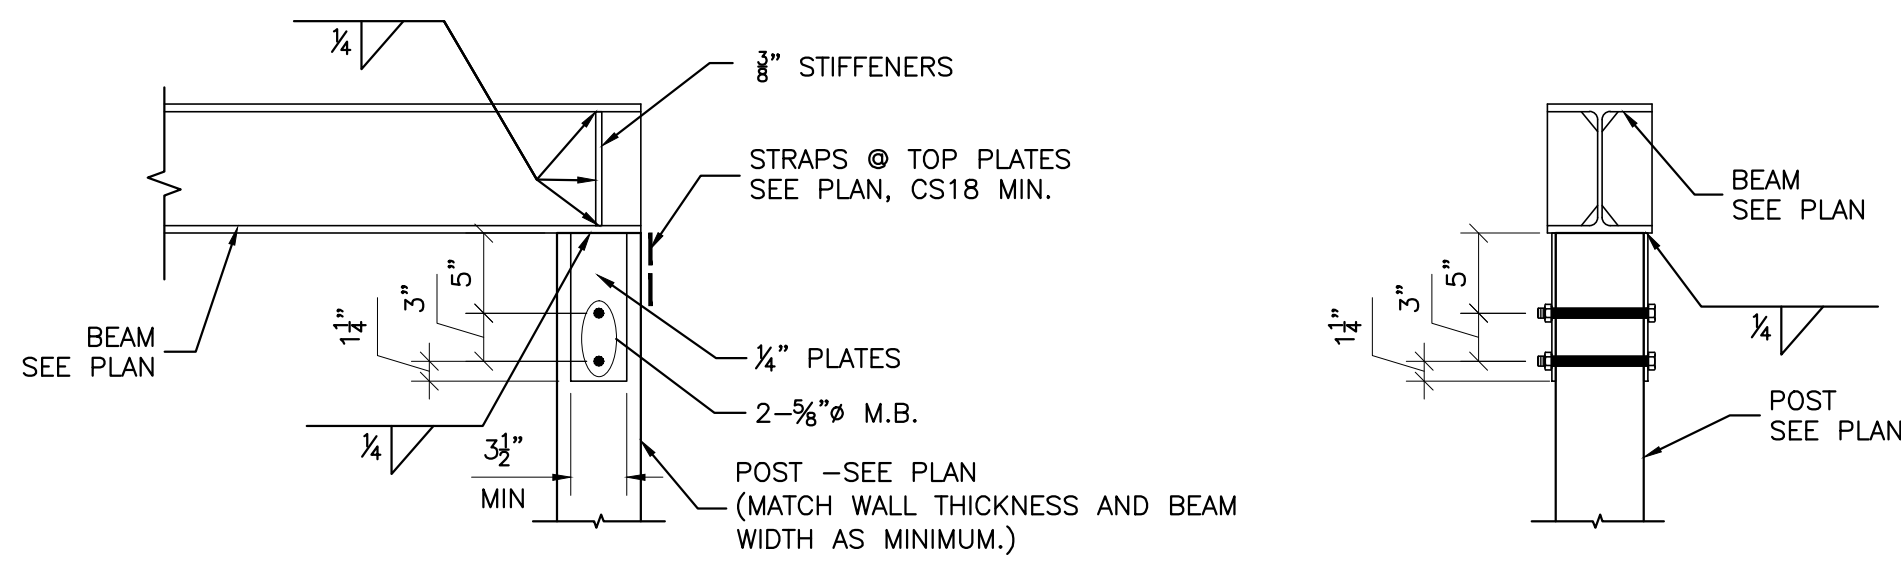 1/4
3/8" STIFFENERS
STRAPS @ TOP PLATES
SEE PLAN, CS18 MIN.
BEAM
SEE PLAN
5"
3"
1 1/4"
1/4" PLATES
2-5/8"ø M.B.
1/4
3 1/2"
MIN
POST -SEE PLAN
(MATCH WALL THICKNESS AND BEAM
WIDTH AS MINIMUM.)
BEAM
SEE PLAN
5"
3"
1 1/4"
1/4
POST
SEE PLAN